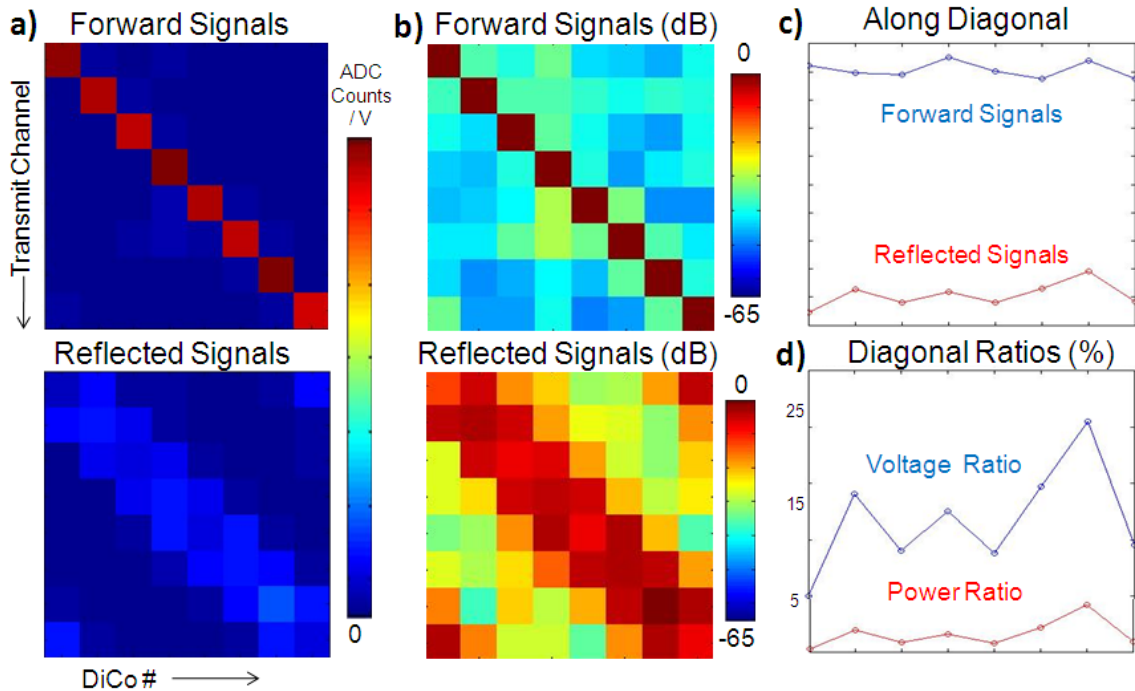 a)
Forward Signals
ADC
Counts
/ V
Transmit Channel
Reflected Signals
0
DiCo #
b)
Forward Signals (dB)
0
-65
Reflected Signals (dB)
0
-65
c)
Along Diagonal
Forward Signals
Reflected Signals
d)
Diagonal Ratios (%)
25
Voltage Ratio
15
Power Ratio
5